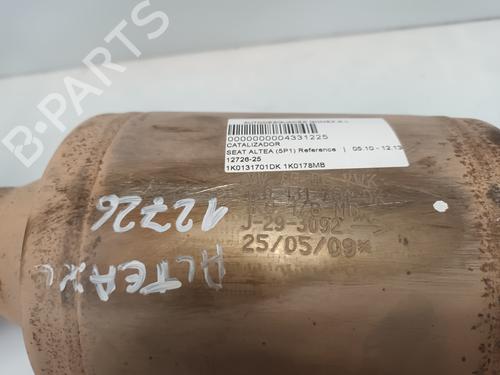 0000000004331225
CATALIZADOR
SEAT ALTEA (5P1) Reference | 05.10 - 12.13
12726-25
1K0131701DK 1K0178MB
J-29-3092
25/05/09
ALTEA XL
12726